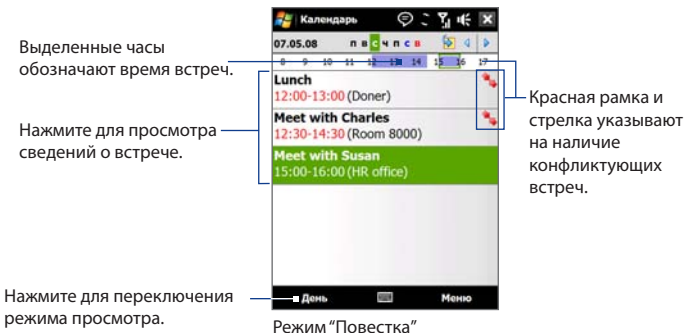 Выделенные часы
обозначают время встреч.
Нажмите для просмотра
сведений о встрече.
Нажмите для переключения
режима просмотра.
Календарь
07.05.08 п в с ч п с в
8 9 10 11 12 13 14 15 16 17
Lunch
12:00-13:00 (Doner)
Meet with Charles
12:30-14:30 (Room 8000)
Meet with Susan
15:00-16:00 (HR office)
День Меню
Красная рамка и
стрелка указывают
на наличие
конфликтующих
встреч.
Режим "Повестка"